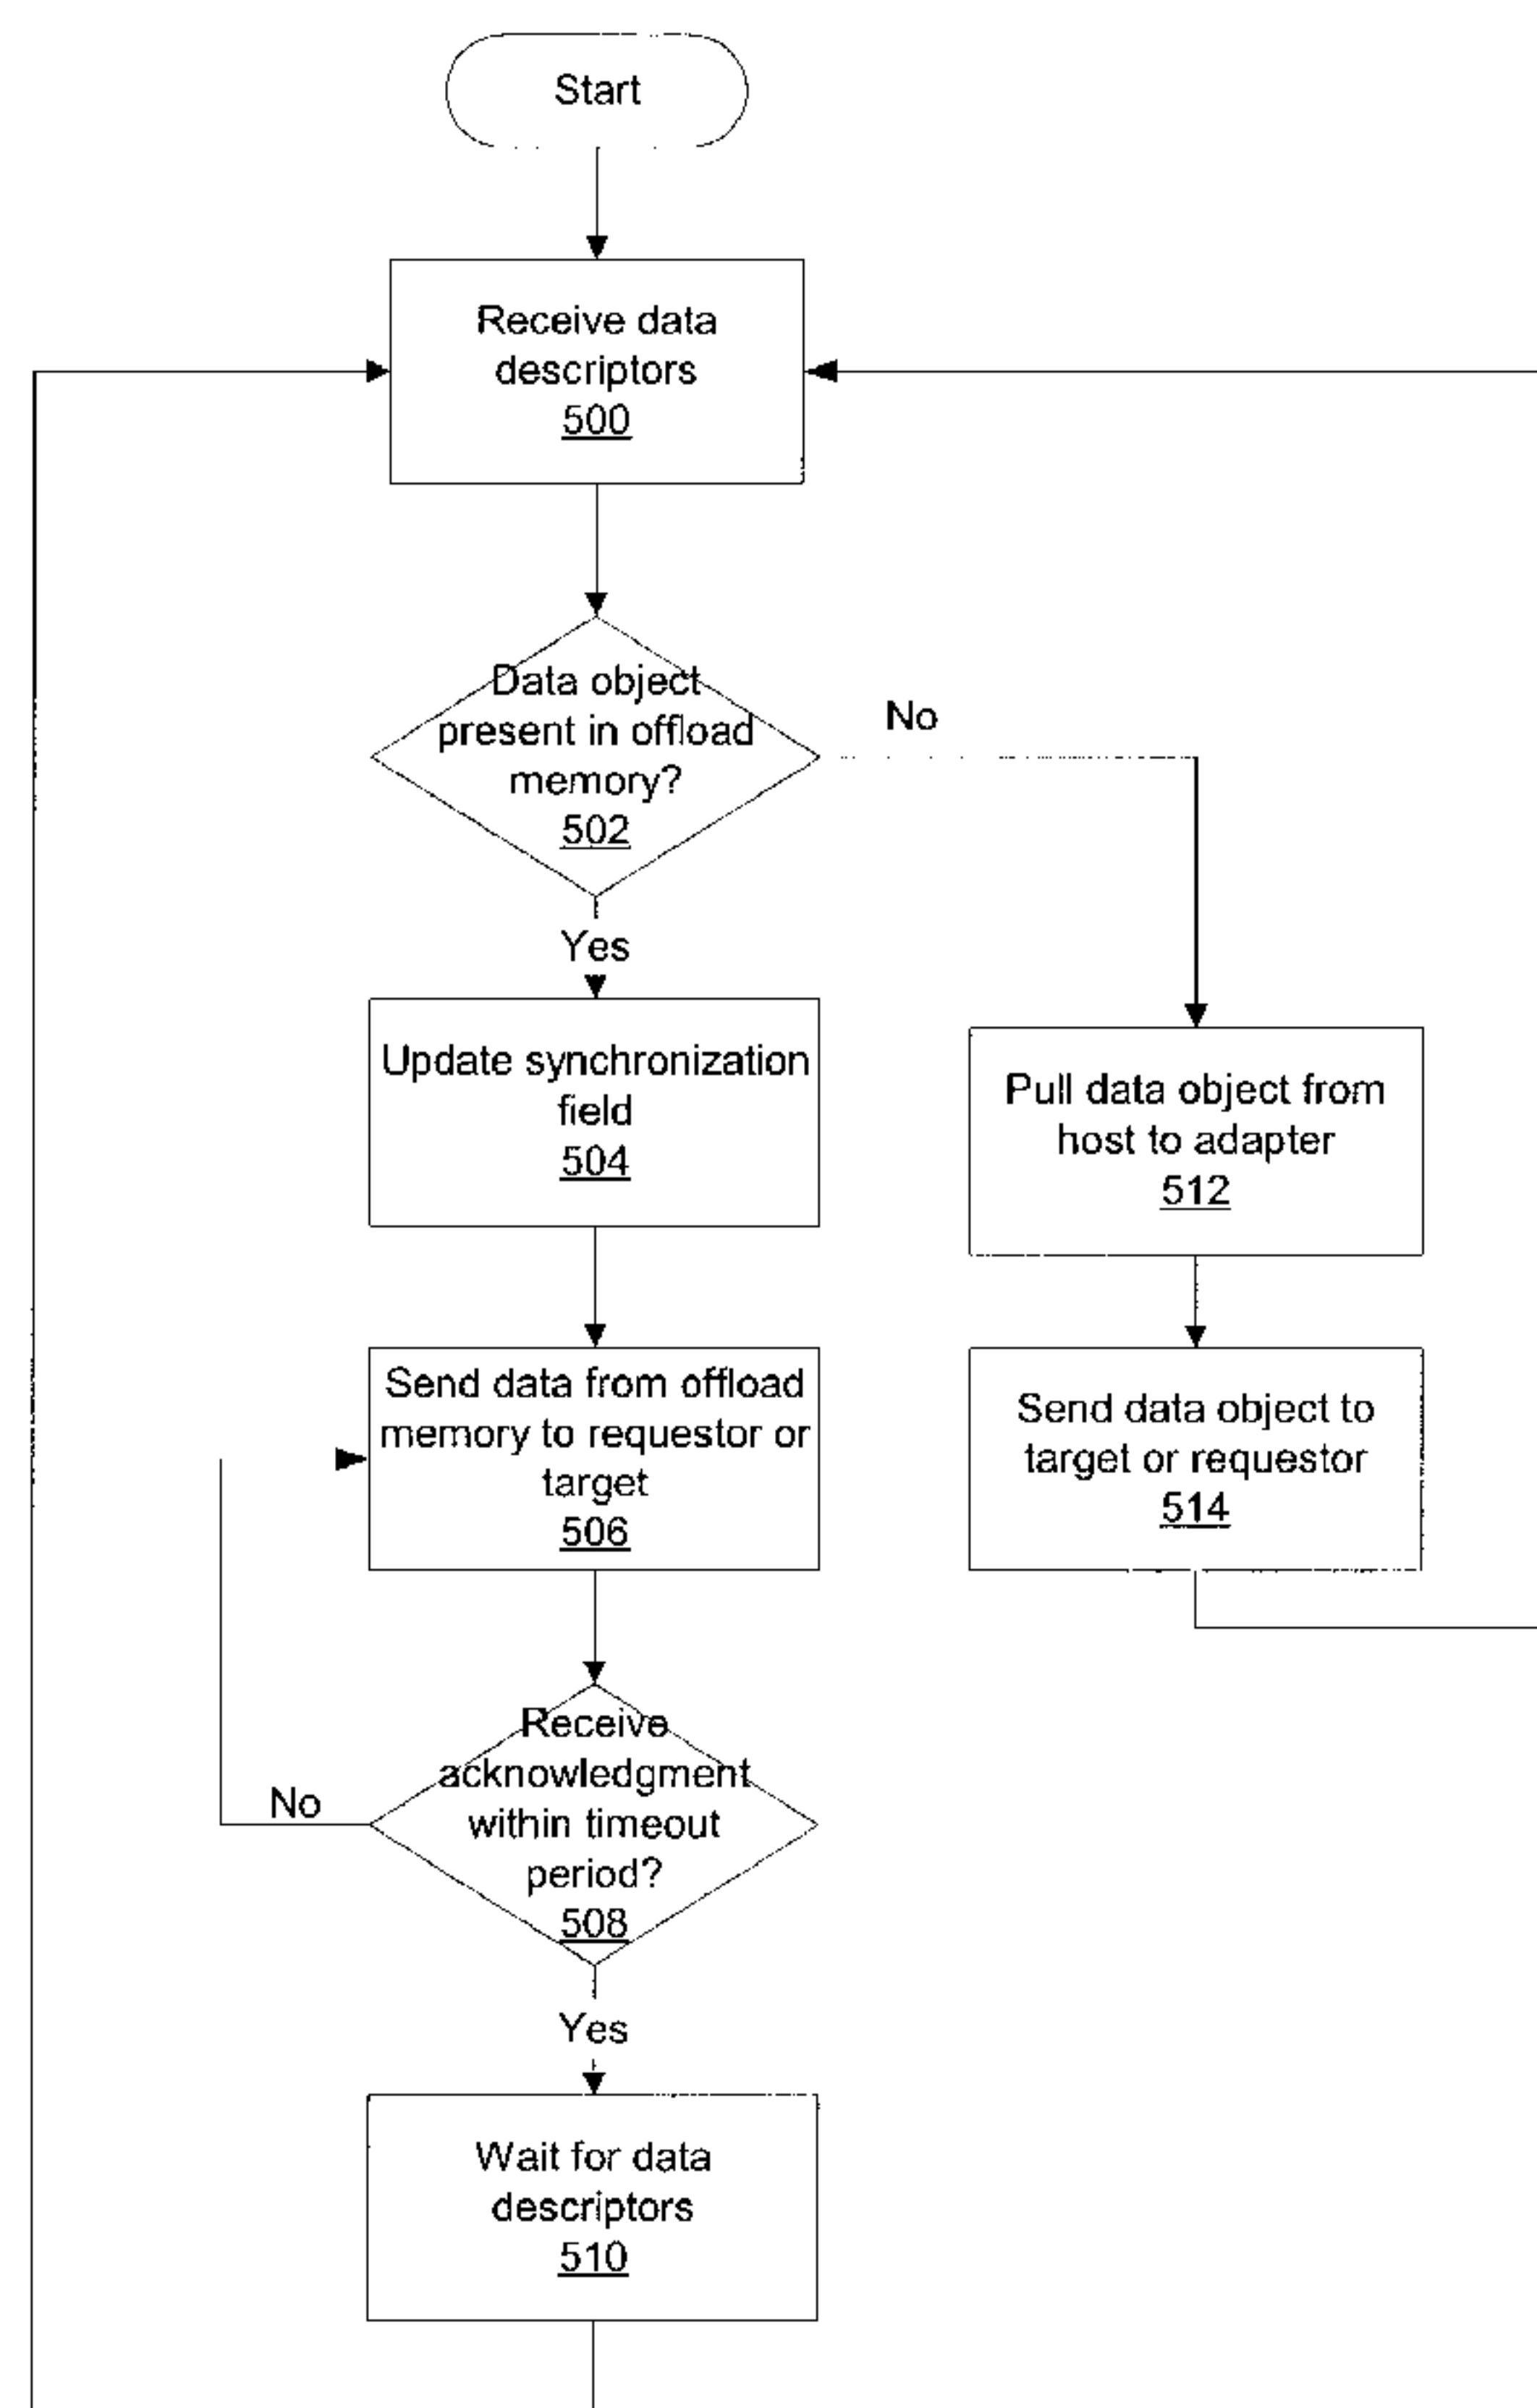 Start
Receive data
descriptors
500
Data object
present in offload
memory?
502
No
Yes
Update synchronization
field
504
Pull data object from
host to adapter
512
Send data from offload
memory to requestor or
target
506
Send data object to
target or requestor
514
Receive
acknowledgment
within timeout
period?
508
No
Yes
Wait for data
descriptors
510